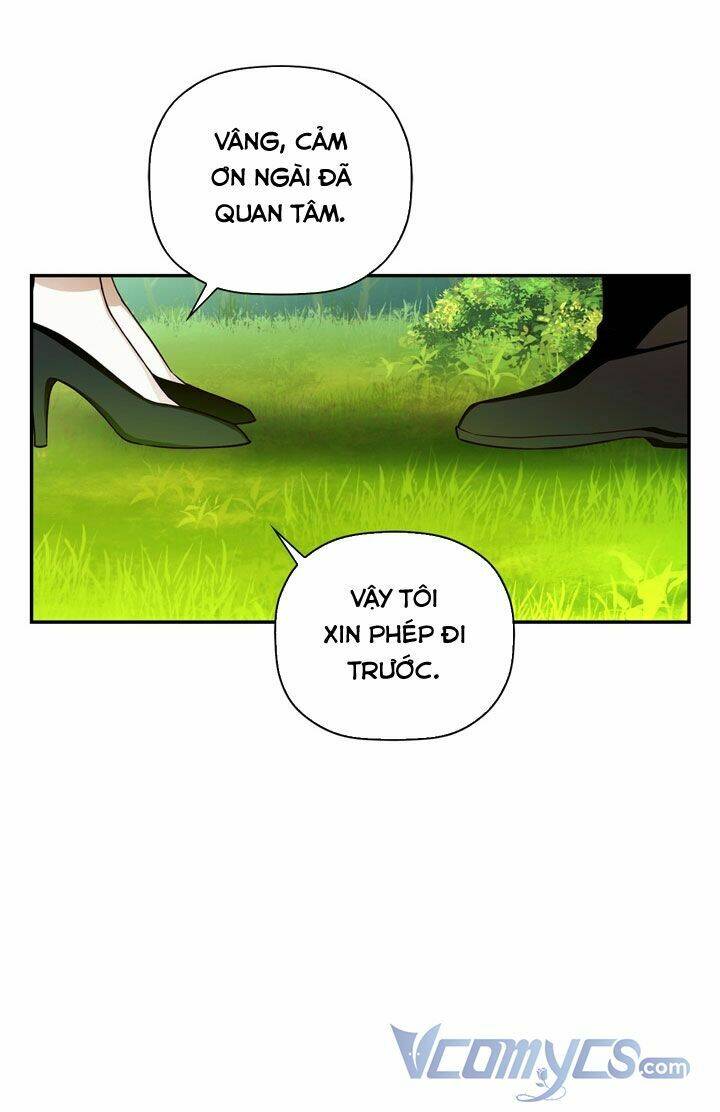 VÂNG, CẢM
ƠN NGÀI ĐÃ
QUAN TÂM.
VẬY TÔI
XIN PHÉP ĐI
TRƯỚC.
VCOMYCS.com